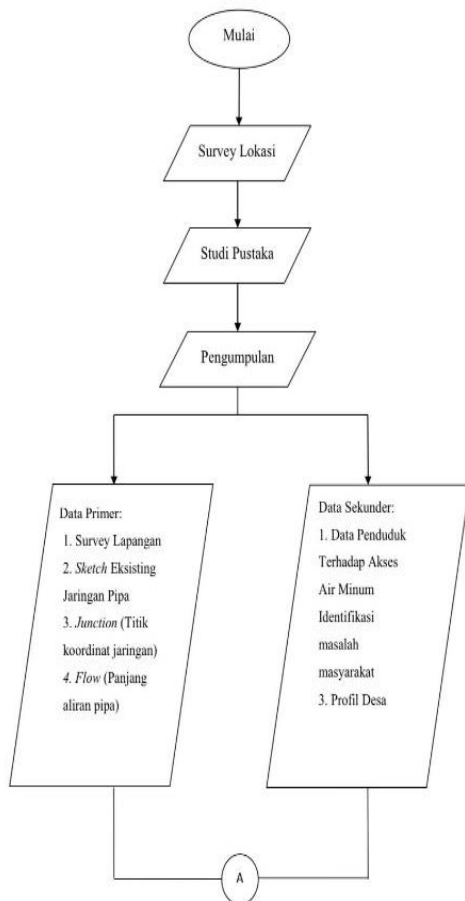 Mulai
Survey Lokasi
Studi Pustaka
Pengumpulan
Data Primer:
1. Survey Lapangan
2. Sketch Eksisting
Jaringan Pipa
3. Junction (Titik
koordinat jaringan)
4. Flow (Panjang
aliran pipa)
Data Sekunder:
1. Data Penduduk
Terhadap Akses
Air Minum
Identifikasi
masalah
masyarakat
3. Profil Desa
A